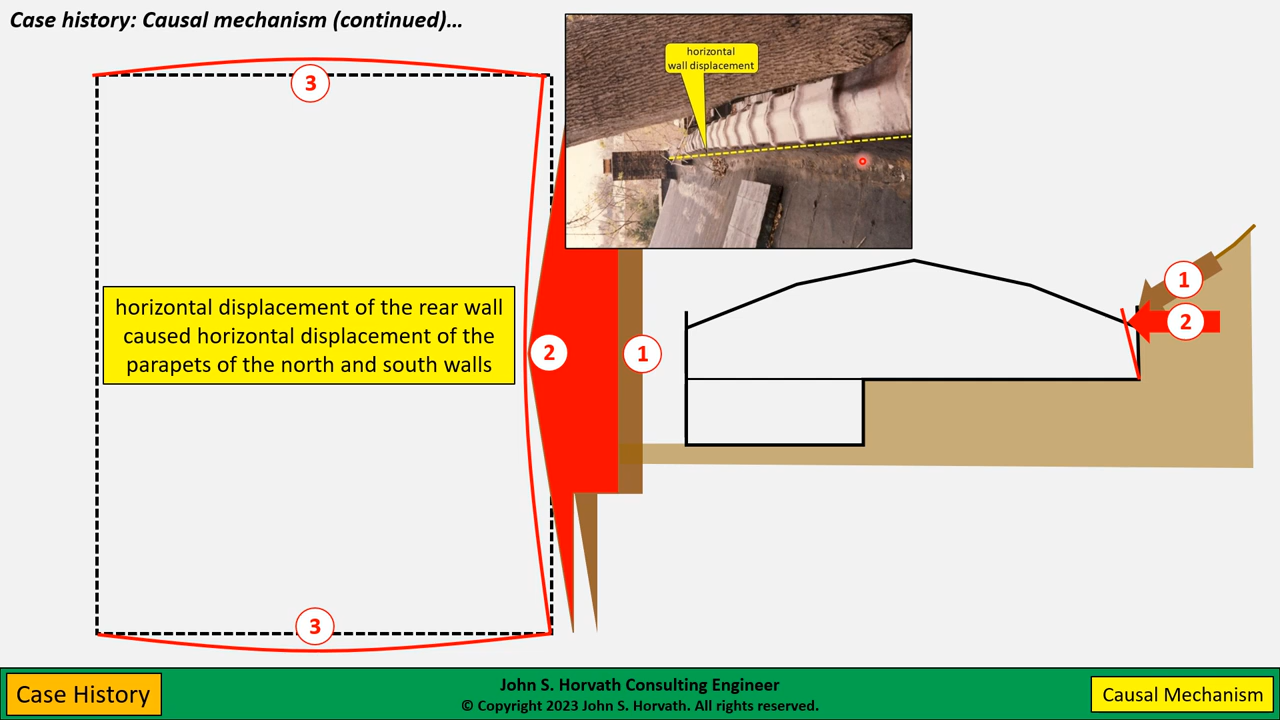 Case history: Causal mechanism (continued)…
3
horizontal
wall displacement
horizontal displacement of the rear wall
caused horizontal displacement of the
parapets of the north and south walls
2
1
1
2
3
Case History
John S. Horvath Consulting Engineer
© Copyright 2023 John S. Horvath. All rights reserved.
Causal Mechanism